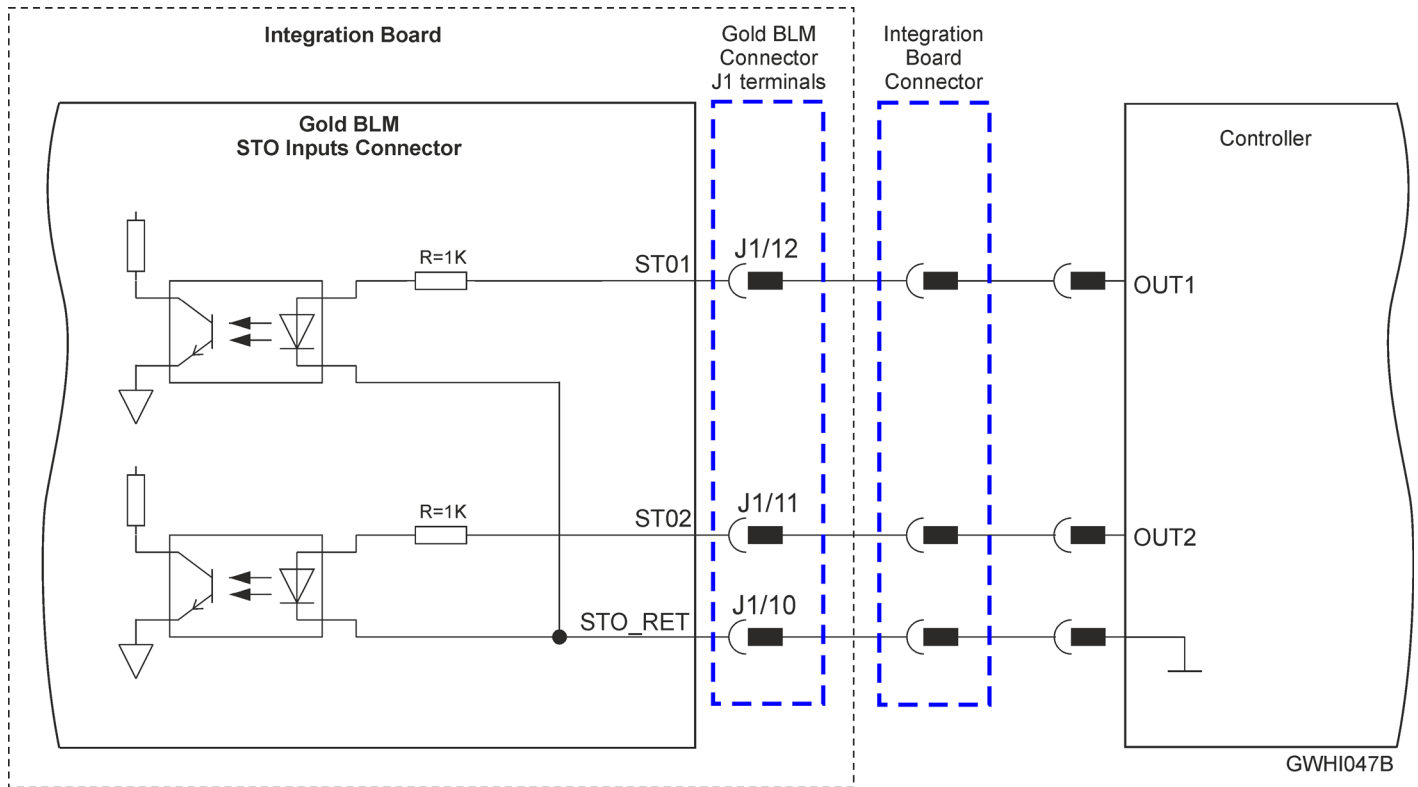 Integration Board
Gold BLM
Connector
J1 terminals
Integration
Board
Connector
Gold BLM
STO Inputs Connector
Controller
R=1K
ST01
J1/12
OUT1
R=1K
ST02
J1/11
OUT2
STO_RET
J1/10
GWHI047B